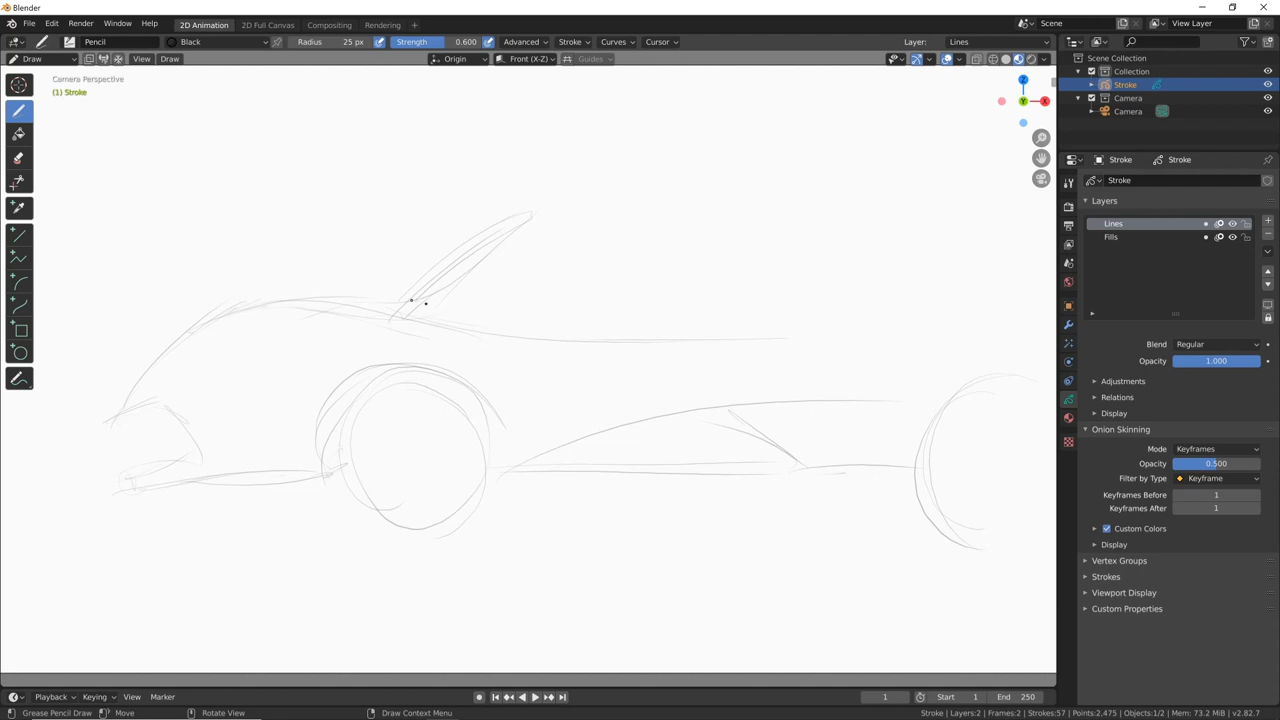 Blender
File Edit Render Window Help 2D Animation 2D Full Canvas Compositing Rendering + Scene View Layer
Pencil Black Radius 25 px Strength 0.600 Advanced Stroke Curves Cursor Layer: Lines
Draw View Draw Origin Front (X-Z) Guides
Scene Collection
Collection
Stroke
Camera
Camera
Camera Perspective
(1) Stroke
Z
Y
X
Stroke Stroke
Stroke
Layers
Lines
Fills
Blend Regular
Opacity 1.000
Adjustments
Relations
Display
Onion Skinning
Mode Keyframes
Opacity 0.500
Filter by Type Keyframe
Keyframes Before 1
Keyframes After 1
Custom Colors
Display
Vertex Groups
Strokes
Viewport Display
Custom Properties
Playback Keying View Marker 1 Start 1 End 250
Grease Pencil Draw Move Rotate View Draw Context Menu Stroke | Layers:2 | Frames:2 | Strokes:57 | Points:2,475 | Objects:1/2 | Mem: 73.2 MiB | v2.82.7